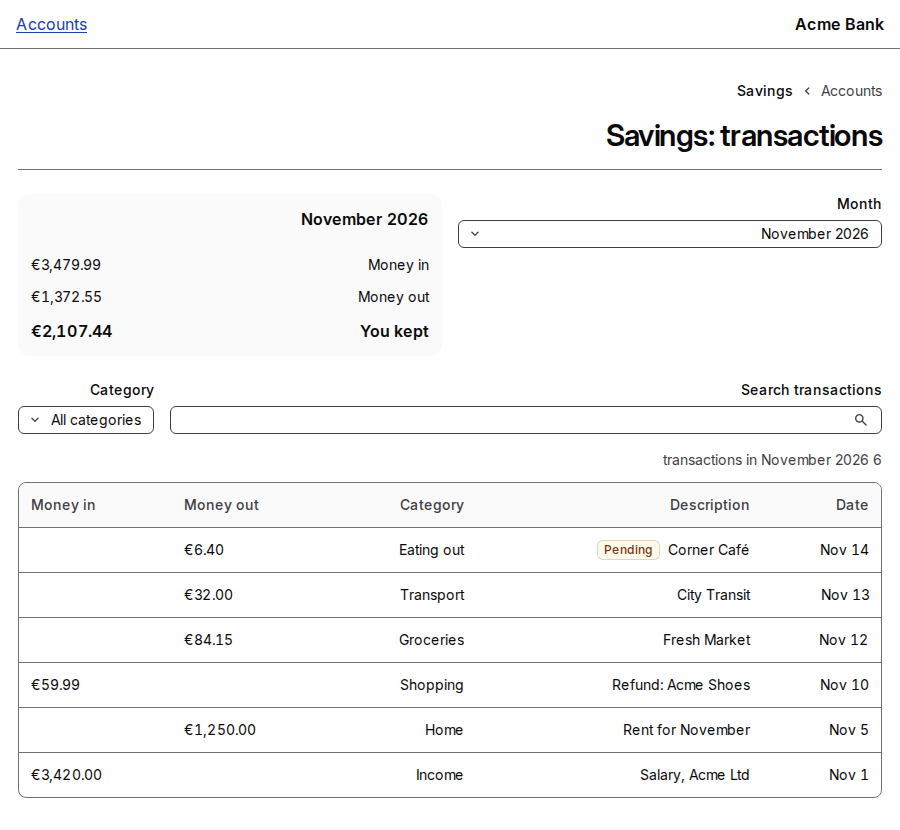 Acme Bank Accounts
Accounts Savings
Savings: transactions
Month
November 2026
November 2026
Money in €3,479.99
Money out €1,372.55
You kept €2,107.44
Search transactions
Category
All categories
transactions in November 2026 6
Date Description Category Money out Money in
Nov 14 Corner Café Pending Eating out €6.40
Nov 13 City Transit Transport €32.00
Nov 12 Fresh Market Groceries €84.15
Nov 10 Refund: Acme Shoes Shopping €59.99
Nov 5 Rent for November Home €1,250.00
Nov 1 Salary, Acme Ltd Income €3,420.00